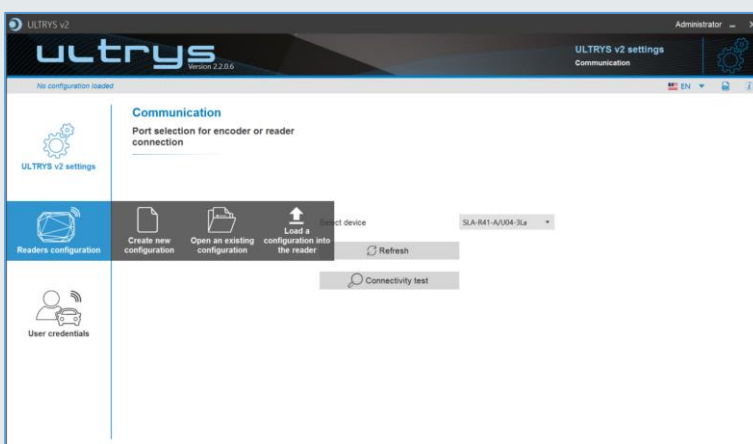 ULTRYS v2
Administrator
ultrys
Version 2.2.0.6
ULTRYS v2 settings
Communication
No configuration loaded
EN
Communication
Port selection for encoder or reader
connection
ULTRYS v2 settings
Readers configuration
Create new
configuration
Open an existing
configuration
Load a
configuration into
the reader
device
SLA-R41-A/U04-3La
Refresh
Connectivity test
User credentials